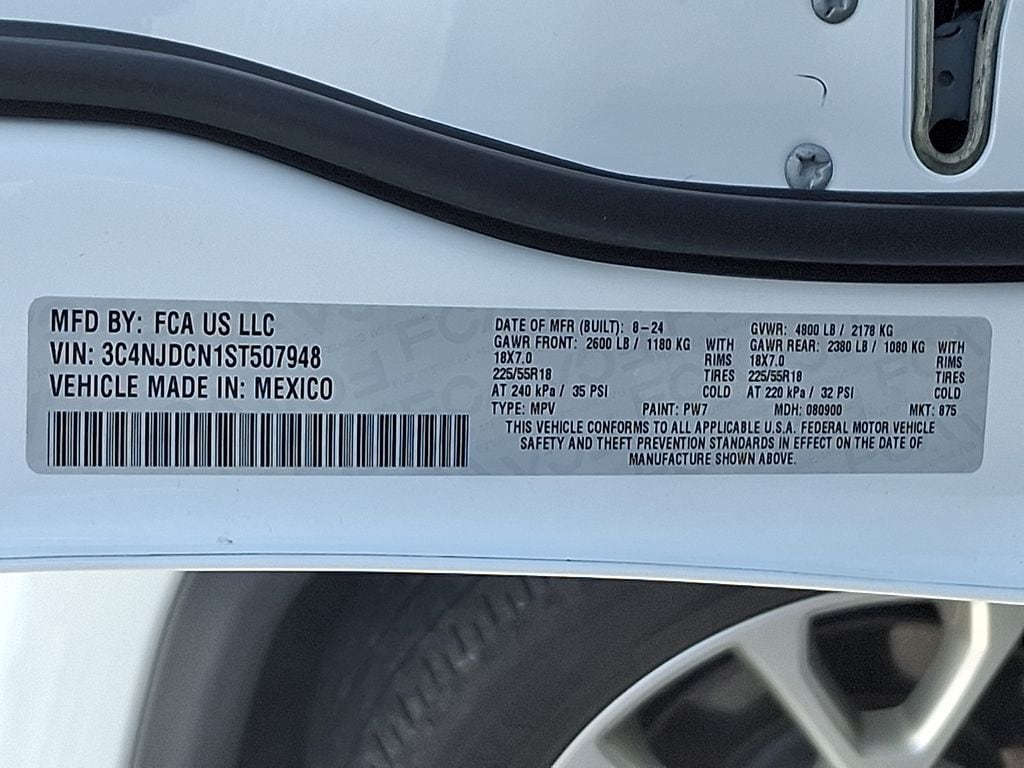 MFD BY: FCA US LLC
VIN: 3C4NJDCN1ST507948
VEHICLE MADE IN: MEXICO
DATE OF MFR (BUILT): 8-24 GVWR: 4800 LB / 2178 KG
GAWR FRONT: 2600 LB / 1180 KG WITH GAWR REAR: 2380 LB / 1080 KG WITH
18X7.0 RIMS 18X7.0 RIMS
225/55R18 TIRES 225/55R18 TIRES
AT 240 kPa / 35 PSI COLD AT 220 kPa / 32 PSI COLD
TYPE: MPV PAINT: PW7 MDH: 080900 MKT: 875
THIS VEHICLE CONFORMS TO ALL APPLICABLE U.S.A. FEDERAL MOTOR VEHICLE
SAFETY AND THEFT PREVENTION STANDARDS IN EFFECT ON THE DATE OF
MANUFACTURE SHOWN ABOVE.